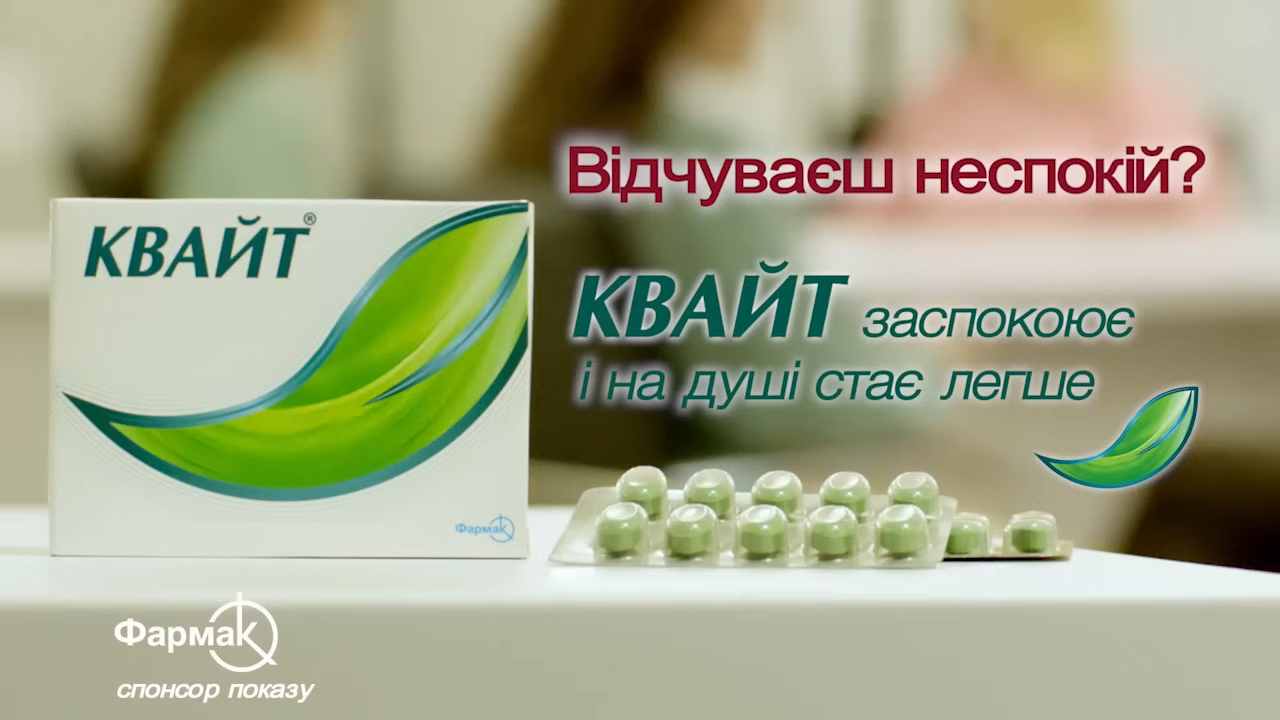 КВАЙТ®
Фармак
Відчуваєш неспокій?
КВАЙТ заспокоює
і на душі стає легше
Фармак
спонсор показу